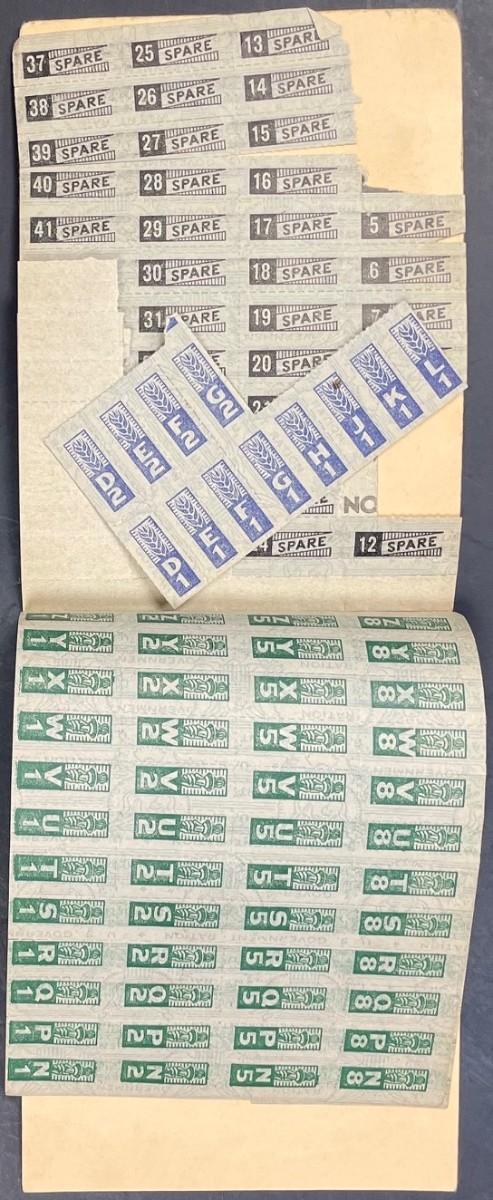 37 SPARE 25 SPARE 13 SPARE
38 SPARE 26 SPARE 14 SPARE
39 SPARE 27 SPARE 15 SPARE
40 SPARE 28 SPARE 16 SPARE
41 SPARE 29 SPARE 17 SPARE 5 SPARE
30 SPARE 18 SPARE 6 SPARE
31 19 SPARE 7
20
NO
SPARE 12 SPARE
G2
F2
E2
D2
L1
K1
J1
H1
G1
F1
E1
D1
Z Z2 Z5 Z8
Y1 Y2 Y5 Y8
X1 X2 X5 X8
W1 W2 W5 W8
V1 V2 V5 V8
U1 U2 U5 U8
T1 T2 T5 T8
S1 S2 S5 S8
R1 R2 R5 R8
Q1 Q2 Q5 Q8
P1 P2 P5 P8
N1 N2 N5 N8